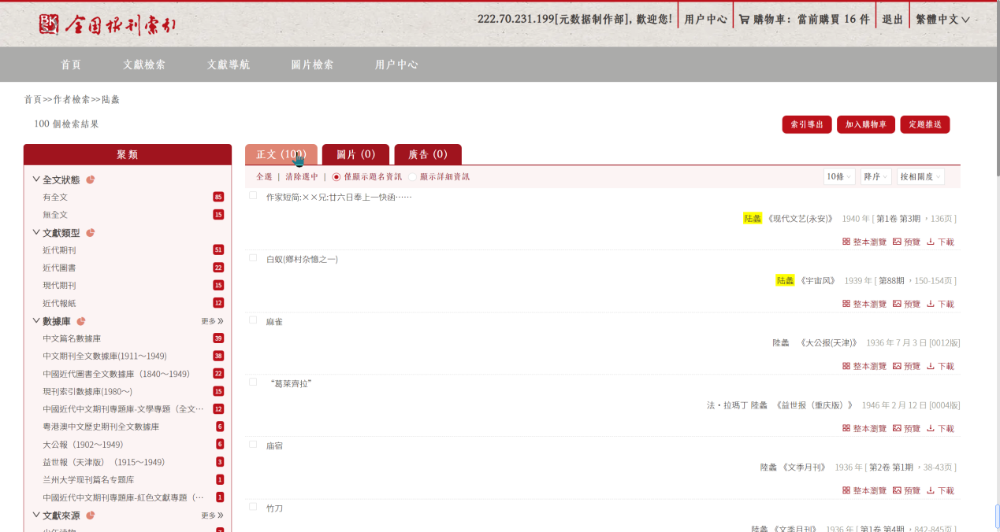 BKS 全国报刊索引
222.70.231.199[元数据制作部], 歡迎您! 用户中心 購物車: 當前購買 16 件 退出 繁體中文
首頁 文獻檢索 文獻導航 圖片檢索 用户中心
首頁>>作者檢索>>陆蠡
100 個檢索結果
索引導出 加入購物車 定題推送
聚類
正文 (100) 圖片 (0) 廣告 (0)
全選 | 清除選中 | 僅顯示題名資訊 顯示詳細資訊 10條 降序 按相關度
全文狀態
有全文 85
無全文 15
文獻類型
近代期刊 51
近代圖書 22
現代期刊 15
近代報紙 12
數據庫 更多
中文篇名數據庫 39
中文期刊全文數據庫(1911～1949) 38
中國近代圖書全文數據庫（1840～1949） 22
現刊索引數據庫(1980～) 15
中國近代中文期刊專題庫-文學專題（全文··· 12
粵港澳中文歷史期刊全文數據庫 6
大公報（1902～1949） 6
益世報（天津版）（1915～1949） 3
兰州大学现刊篇名专题库 1
中國近代中文期刊專題庫-紅色文獻專題（··· 1
文獻來源 更多
作家短简:××兄:廿六日奉上一快函······
陆蠡 《现代文艺(永安)》 1940 年 [ 第1卷 第3期 ，136页 ]
整本瀏覽 預覽 下載
白蚁(鄉村杂憶之一)
陆蠡 《宇宙风》 1939 年 [ 第88期 ，150-154页 ]
整本瀏覽 預覽 下載
麻雀
陸蠡 《大公报(天津)》 1936 年 7 月 3 日 [0012版]
整本瀏覽 預覽 下載
“葛莱齊拉”
法・拉瑪丁 陸蠡 《益世报（重庆版）》 1946 年 2 月 12 日 [0004版]
整本瀏覽 預覽 下載
庙宿
陸蠡 《文季月刊》 1936 年 [ 第2卷 第1期 ，38-43页 ]
整本瀏覽 預覽 下載
竹刀
陸蠡 《文季月刊》 1936 年 [ 第1卷 第4期 ，842-845页 ]